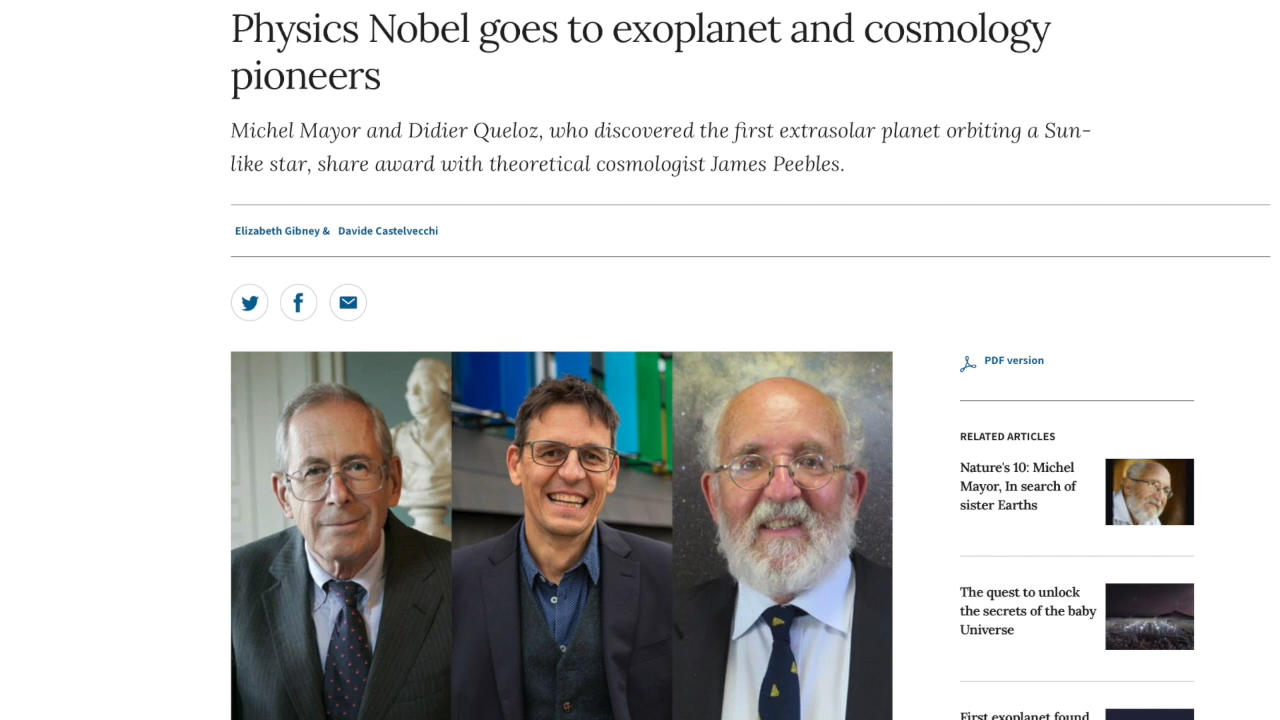 Physics Nobel goes to exoplanet and cosmology
pioneers
Michel Mayor and Didier Queloz, who discovered the first extrasolar planet orbiting a Sun-
like star, share award with theoretical cosmologist James Peebles.
Elizabeth Gibney & Davide Castelvecchi
PDF version
RELATED ARTICLES
Nature's 10: Michel
Mayor, In search of
sister Earths
The quest to unlock
the secrets of the baby
Universe
First exoplanet found